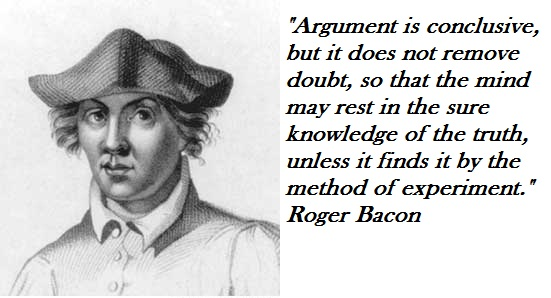 "Argument is conclusive,
but it does not remove
doubt, so that the mind
may rest in the sure
knowledge of the truth,
unless it finds it by the
method of experiment."
Roger Bacon